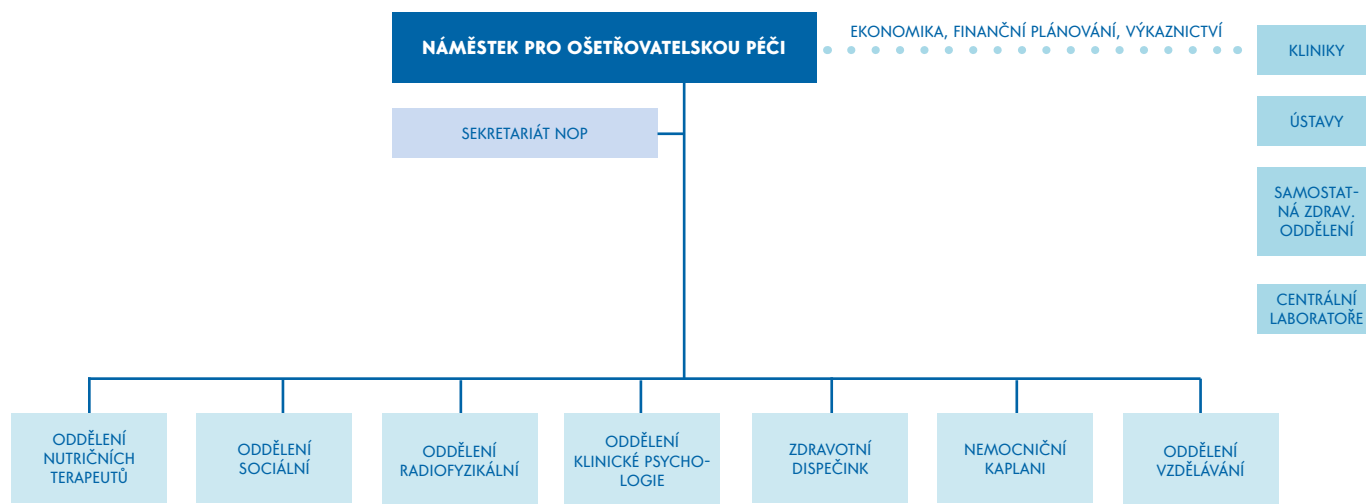 NÁMĚSTEK PRO OŠETŘOVATELSKOU PÉČI
EKONOMIKA, FINANČNÍ PLÁNOVÁNÍ, VÝKAZNICTVÍ
KLINIKY
SEKRETARIÁT NOP
ÚSTAVY
SAMOSTAT-
NÁ ZDRAV.
ODDĚLENÍ
CENTRÁLNÍ
LABORATOŘE
ODDĚLENÍ
NUTRIČNÍCH
TERAPEUTŮ
ODDĚLENÍ
SOCIÁLNÍ
ODDĚLENÍ
RADIOFYZIKÁLNÍ
ODDĚLENÍ
KLINICKÉ PSYCHO-
LOGIE
ZDRAVOTNÍ
DISPEČINK
NEMOCNIČNÍ
KAPLANI
ODDĚLENÍ
VZDĚLÁVÁNÍ